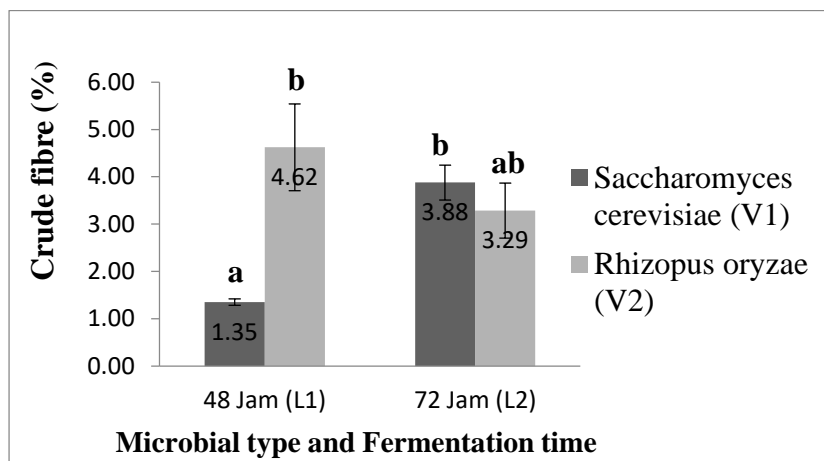 Crude fibre (%)
6.00
5.00
4.00
3.00
2.00
1.00
0.00
b
4.62
a
1.35
b
3.88
ab
3.29
48 Jam (L1)
72 Jam (L2)
Microbial type and Fermentation time
Saccharomyces
cerevisiae (V1)
Rhizopus oryzae
(V2)